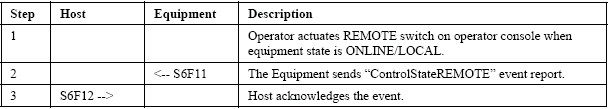 Step Host Equipment Description
1 Operator actuates REMOTE switch on operator console when
equipment state is ONLINE/LOCAL.
2 <-- S6F11 The Equipment sends “ControlStateREMOTE” event report.
3 S6F12 --> Host acknowledges the event.